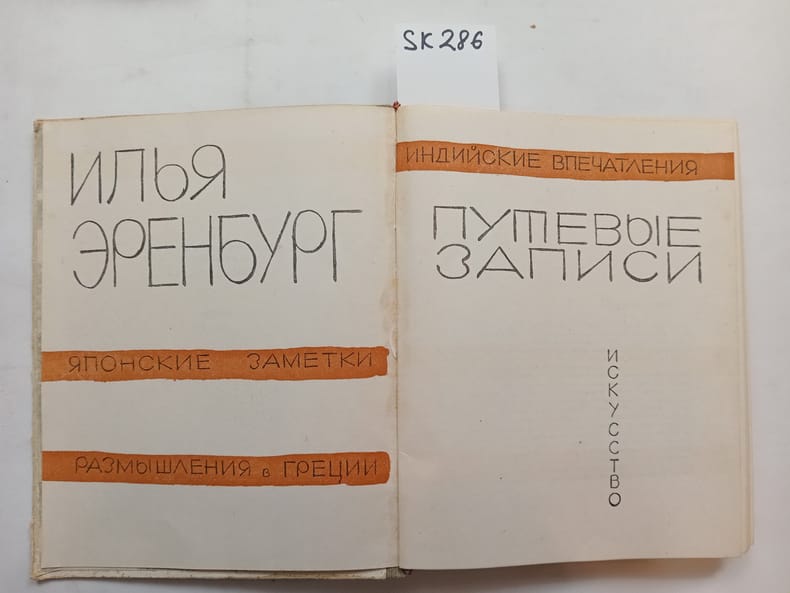 SK286
ИЛЬЯ
ЭРЕНБУРГ
ЯПОНСКИЕ ЗАМЕТКИ
РАЗМЫШЛЕНИЯ в ГРЕЦИИ
ИНДИЙСКИЕ ВПЕЧАТЛЕНИЯ
ПУТЕВЫЕ
ЗАПИСИ
ИСКУССТВО